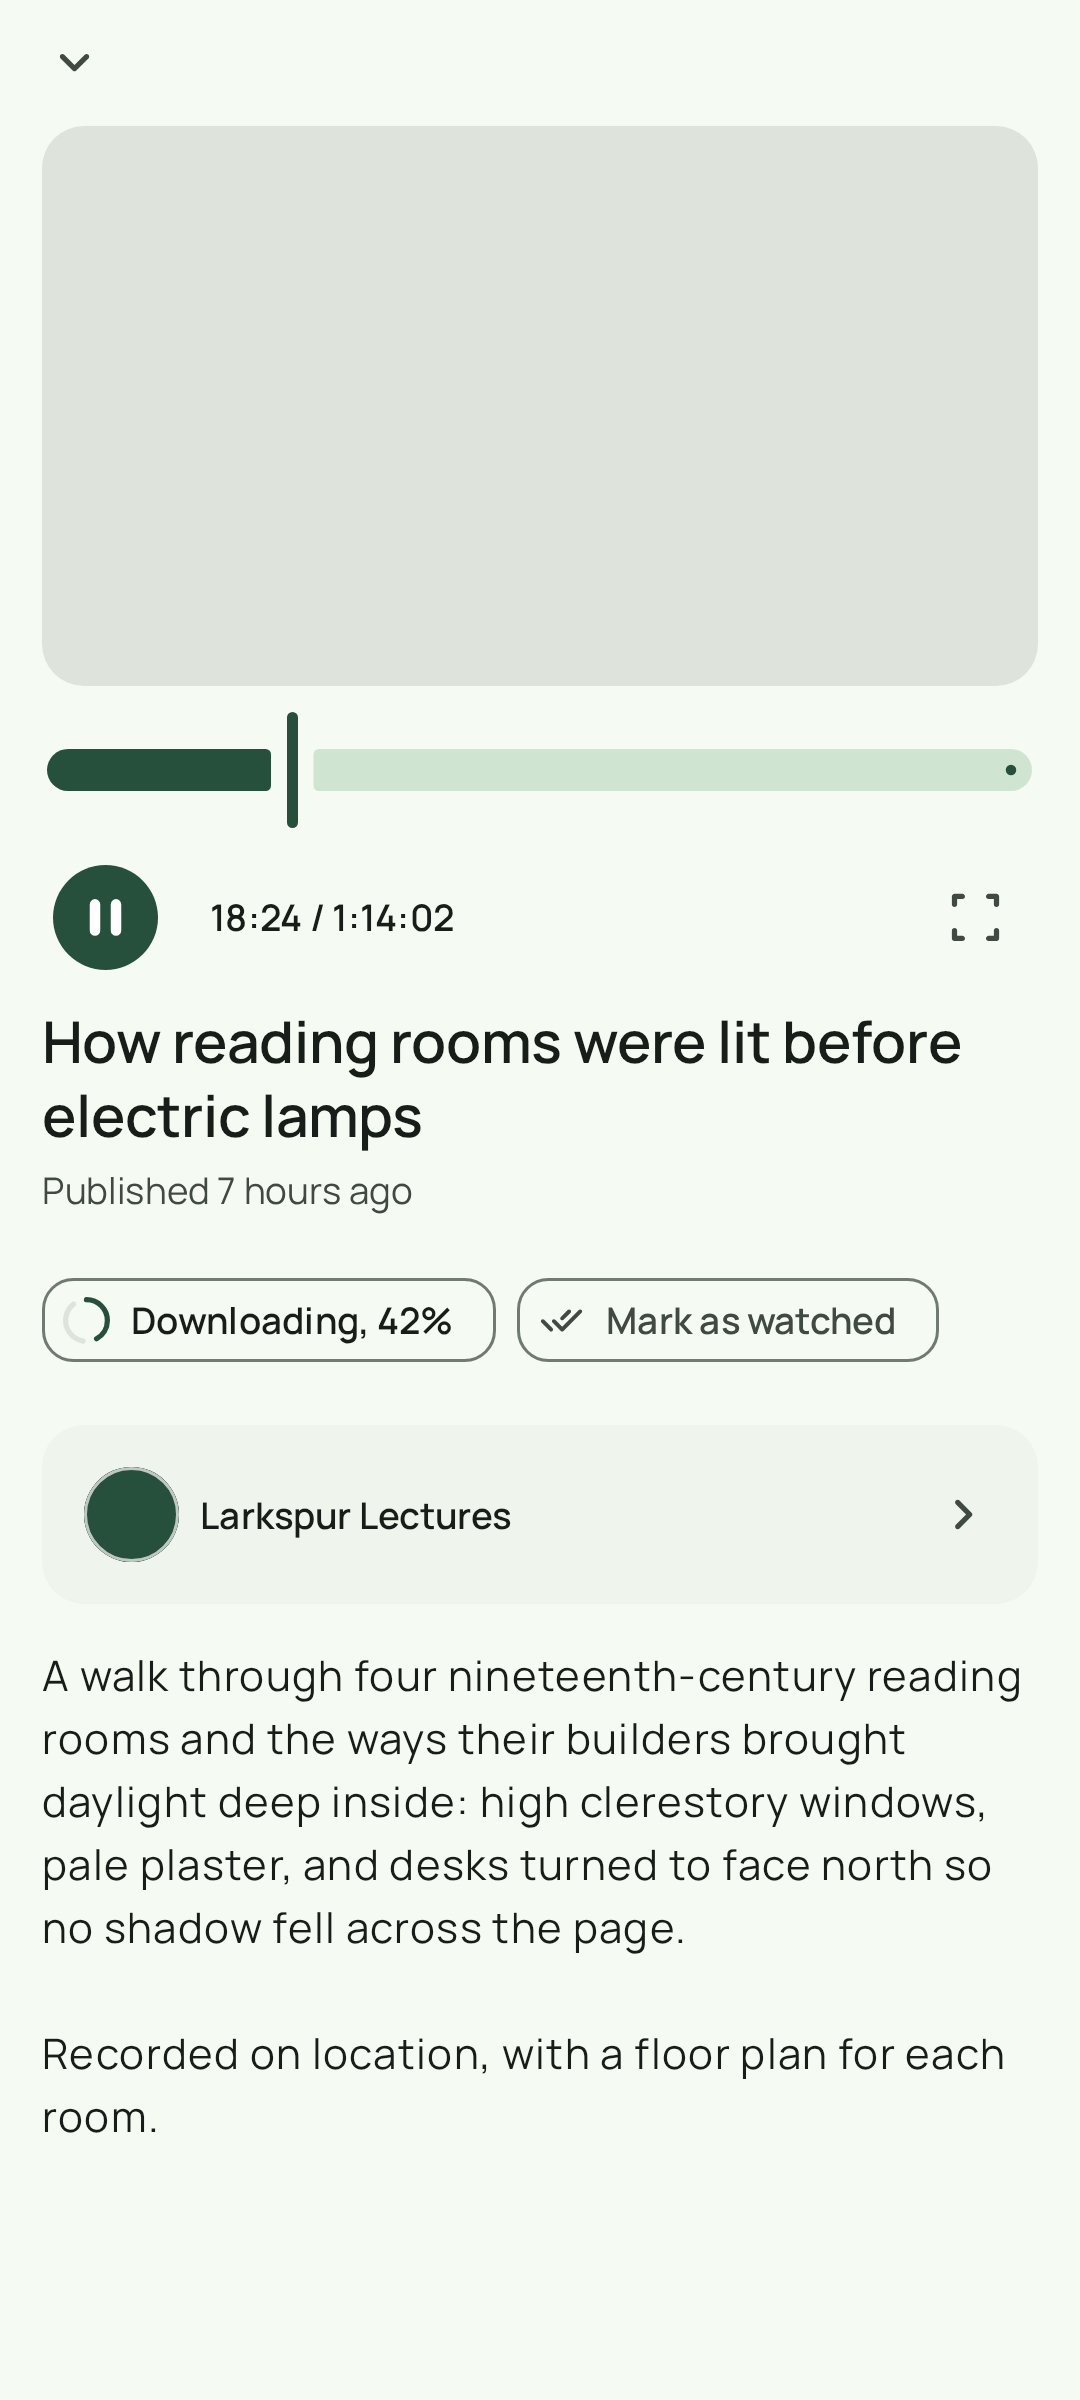 18:24 / 1:14:02
How reading rooms were lit before
electric lamps
Published 7 hours ago
Downloading, 42%
Mark as watched
Larkspur Lectures
A walk through four nineteenth-century reading
rooms and the ways their builders brought
daylight deep inside: high clerestory windows,
pale plaster, and desks turned to face north so
no shadow fell across the page.
Recorded on location, with a floor plan for each
room.